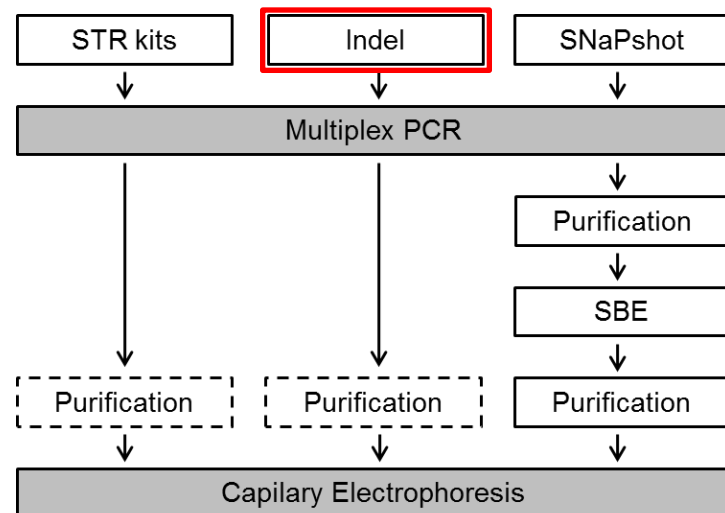 STR kits
Indel
SNaPshot
Multiplex PCR
Purification
SBE
Purification
Purification
Purification
Capilary Electrophoresis